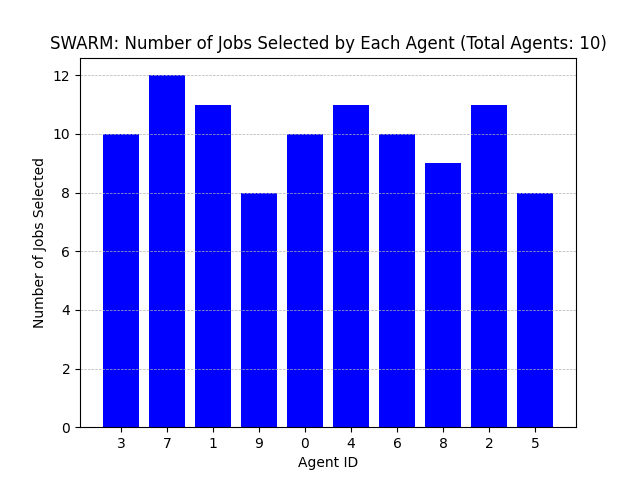 SWARM: Number of Jobs Selected by Each Agent (Total Agents: 10)
Number of Jobs Selected
12
10
8
6
4
2
0
3 7 1 9 0 4 6 8 2 5
Agent ID